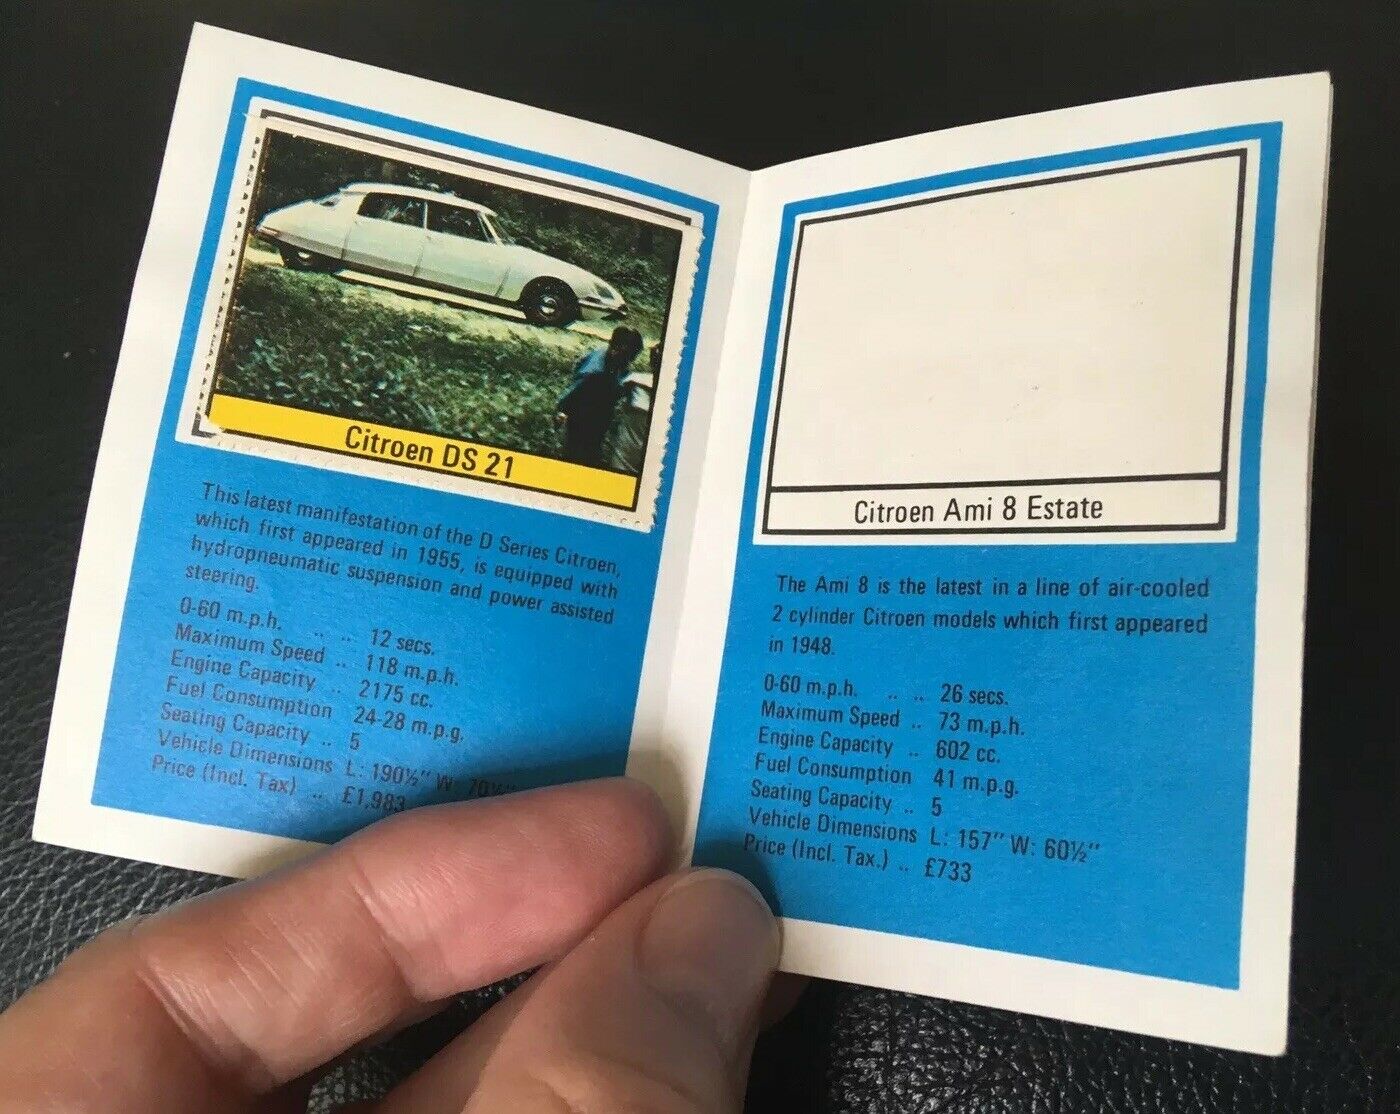 Citroen DS 21
This latest manifestation of the D Series Citroen,
which first appeared in 1955, is equipped with
hydropneumatic suspension and power assisted
steering.
0-60 m.p.h. .. .. 12 secs.
Maximum Speed .. 118 m.p.h.
Engine Capacity .. 2175 cc.
Fuel Consumption 24-28 m.p.g.
Seating Capacity .. 5
Vehicle Dimensions L: 190½" W: 70½"
Price (Incl. Tax) .. £1,983
Citroen Ami 8 Estate
The Ami 8 is the latest in a line of air-cooled
2 cylinder Citroen models which first appeared
in 1948.
0-60 m.p.h. .. .. 26 secs.
Maximum Speed .. 73 m.p.h.
Engine Capacity .. 602 cc.
Fuel Consumption 41 m.p.g.
Seating Capacity .. 5
Vehicle Dimensions L: 157" W: 60½"
Price (Incl. Tax.) .. £733